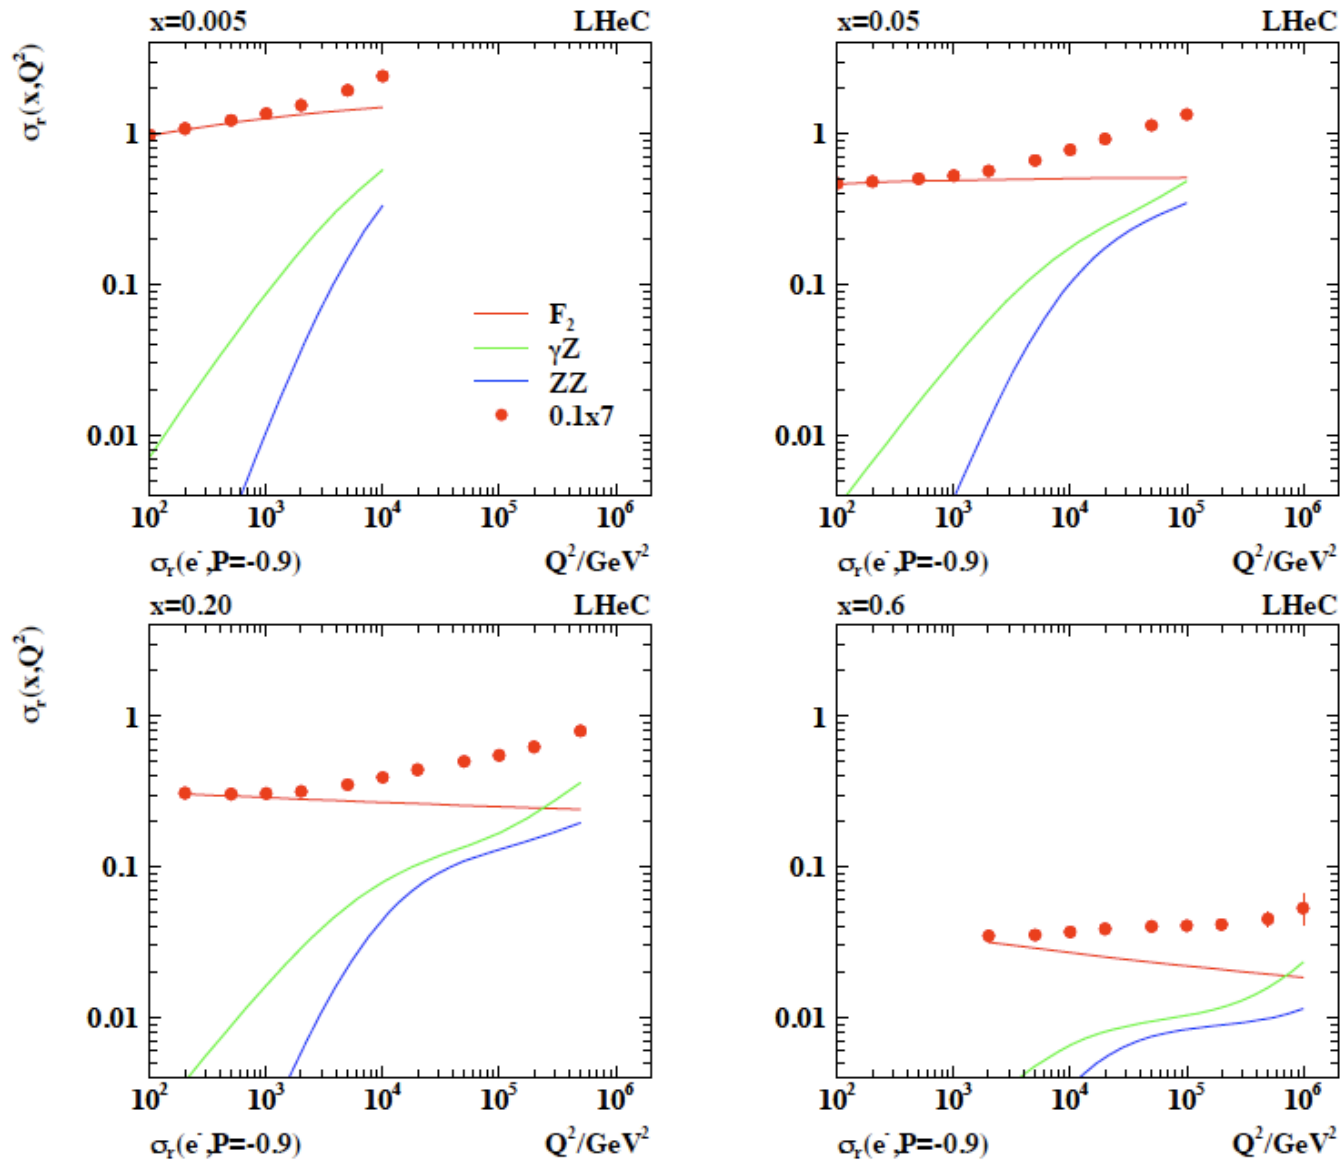 x=0.005 LHeC
σr(x,Q²)
1
0.1
0.01
F₂
γZ
ZZ
0.1x7
10² 10³ 10⁴ 10⁵ 10⁶
σr(e⁻,P=-0.9) Q²/GeV²
x=0.05 LHeC
1
0.1
0.01
10² 10³ 10⁴ 10⁵ 10⁶
σr(e⁻,P=-0.9) Q²/GeV²
x=0.20 LHeC
σr(x,Q²)
1
0.1
0.01
10² 10³ 10⁴ 10⁵ 10⁶
σr(e⁻,P=-0.9) Q²/GeV²
x=0.6 LHeC
1
0.1
0.01
10² 10³ 10⁴ 10⁵ 10⁶
σr(e⁻,P=-0.9) Q²/GeV²